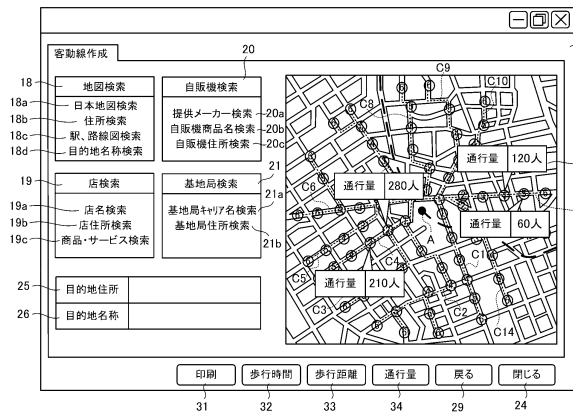 客動線作成
18
地図検索
18a 日本地図検索
18b 住所検索
18c 駅、路線図検索
18d 目的地名称検索
20
自販機検索
提供メーカー検索 20a
自販機商品名検索 20b
自販機住所検索 20c
19
店検索
19a 店名検索
19b 店住所検索
19c 商品・サービス検索
21
基地局検索
21a
基地局キャリア名検索
基地局住所検索
21b
25 目的地住所
26 目的地名称
C9
C10
C8
通行量 120人
C6
通行量 280人
通行量 60人
A
C5
C4
C1
通行量 210人
C3
C2
C14
印刷 歩行時間 歩行距離 通行量 戻る 閉じる
31 32 33 34 29 24